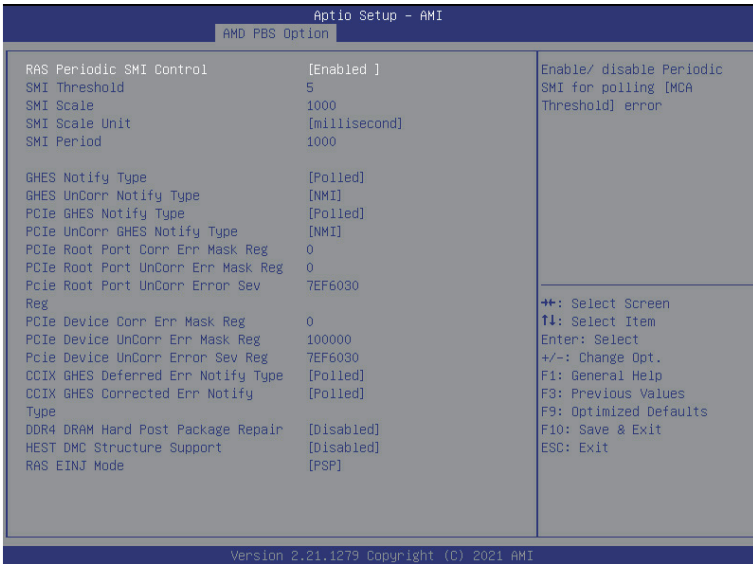 Aptio Setup – AMI
AMD PBS Option
RAS Periodic SMI Control [Enabled ]
SMI Threshold 5
SMI Scale 1000
SMI Scale Unit [millisecond]
SMI Period 1000
GHES Notify Type [Polled]
GHES UnCorr Notify Type [NMI]
PCIe GHES Notify Type [Polled]
PCIe UnCorr GHES Notify Type [NMI]
PCIe Root Port Corr Err Mask Reg 0
PCIe Root Port UnCorr Err Mask Reg 0
Pcie Root Port UnCorr Error Sev 7EF6030
Reg
PCIe Device Corr Err Mask Reg 0
PCIe Device UnCorr Err Mask Reg 100000
Pcie Device UnCorr Error Sev Reg 7EF6030
CCIX GHES Deferred Err Notify Type [Polled]
CCIX GHES Corrected Err Notify [Polled]
Type
DDR4 DRAM Hard Post Package Repair [Disabled]
HEST DMC Structure Support [Disabled]
RAS EINJ Mode [PSP]
Enable/ disable Periodic
SMI for polling [MCA
Threshold] error
→←: Select Screen
↑↓: Select Item
Enter: Select
+/-: Change Opt.
F1: General Help
F3: Previous Values
F9: Optimized Defaults
F10: Save & Exit
ESC: Exit
Version 2.21.1279 Copyright (C) 2021 AMI